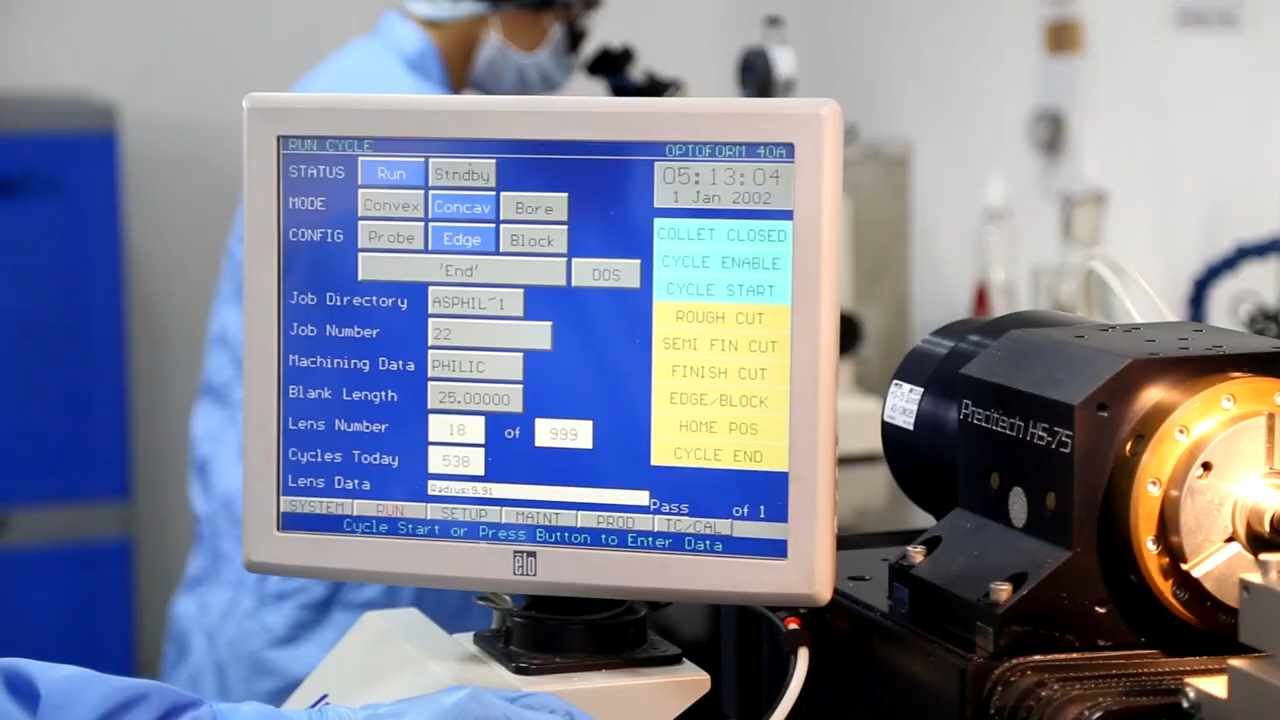 RUN CYCLE OPTOFORM 40A
STATUS Run Stndby
05:13:04
1 Jan 2002
MODE Convex Concav Bore
CONFIG Probe Edge Block
'End' DOS
Job Directory ASPHIL~1
Job Number 22
Machining Data PHILIC
Blank Length 25.00000
Lens Number 18 of 999
Cycles Today 538
Lens Data Radius:9.91
Pass of 1
COLLET CLOSED
CYCLE ENABLE
CYCLE START
ROUGH CUT
SEMI FIN CUT
FINISH CUT
EDGE/BLOCK
HOME POS
CYCLE END
SYSTEM RUN SETUP MAINT PROD TC/CAL
Cycle Start or Press Button to Enter Data
elo
Precitech HS-75